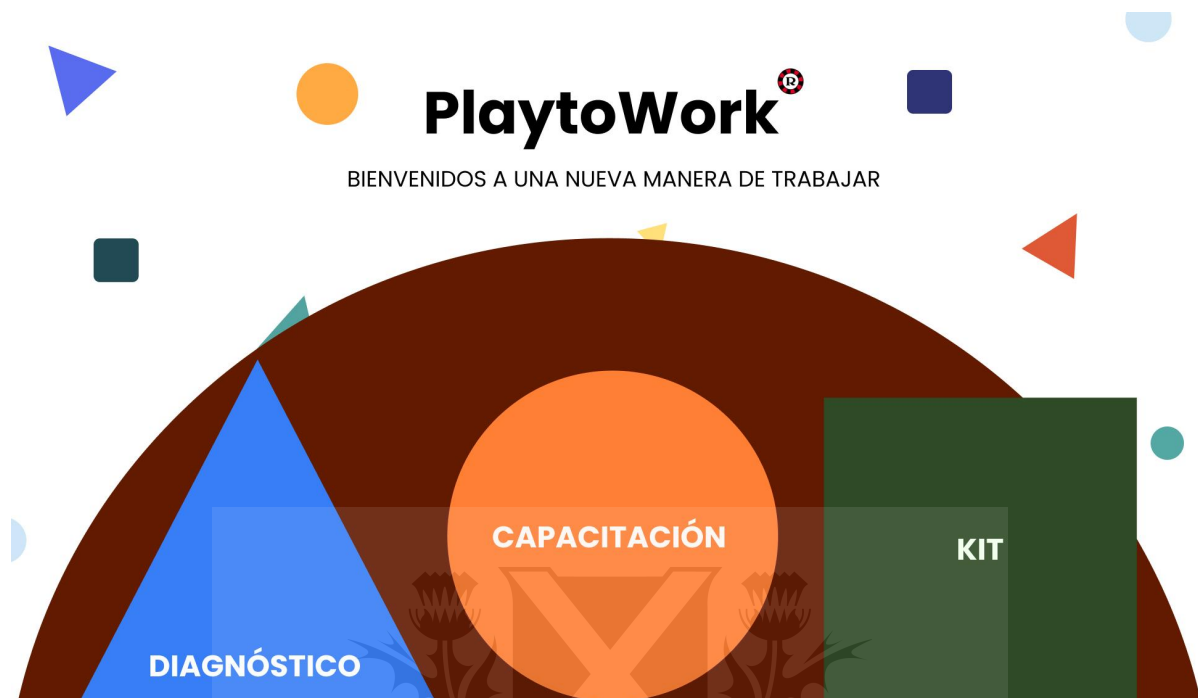 PlaytoWork®
BIENVENIDOS A UNA NUEVA MANERA DE TRABAJAR
CAPACITACIÓN
KIT
DIAGNÓSTICO